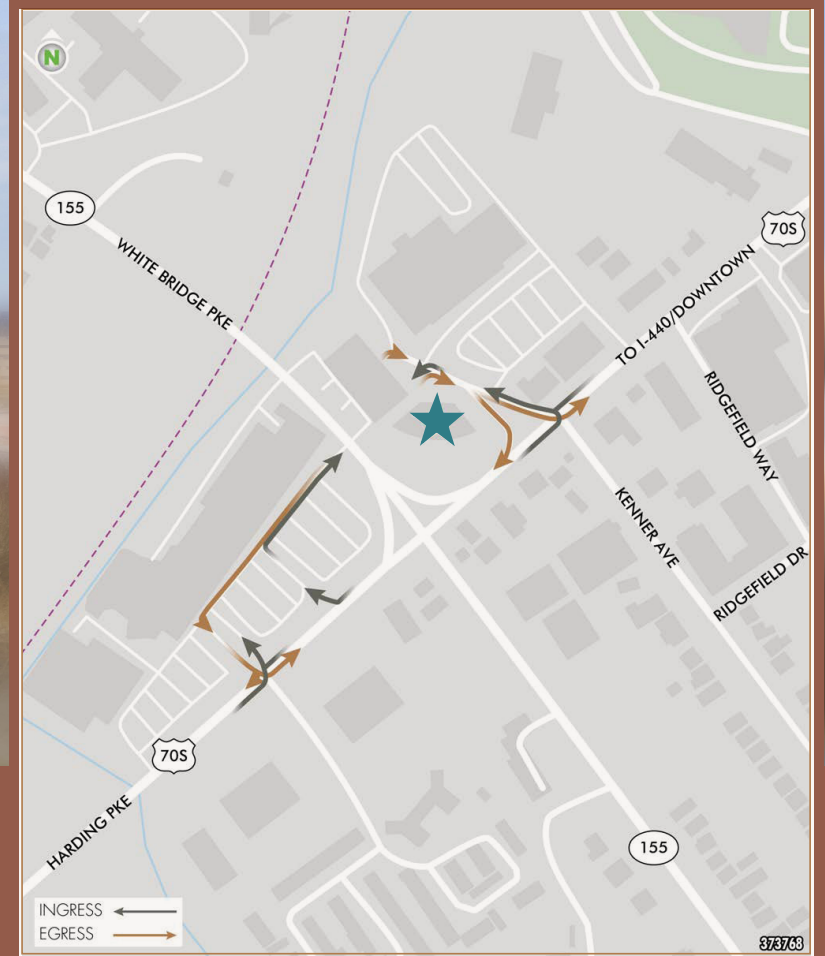 N
155
WHITE BRIDGE PKE
70S
TO I-440/DOWNTOWN
RIDGEFIELD WAY
KENNER AVE
RIDGEFIELD DR
70S
HARDING PKE
155
INGRESS
EGRESS
373768